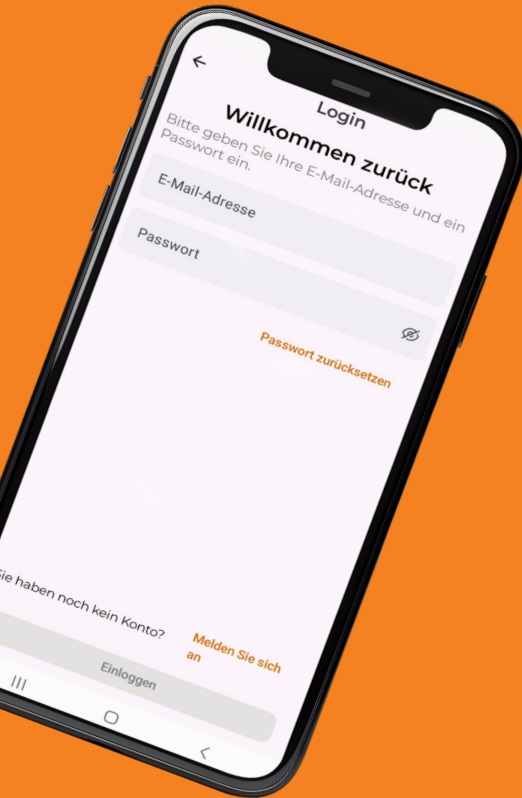 Login
Willkommen zurück
Bitte geben Sie Ihre E-Mail-Adresse und ein
Passwort ein.
E-Mail-Adresse
Passwort
Passwort zurücksetzen
Sie haben noch kein Konto?
Melden Sie sich
an
Einloggen